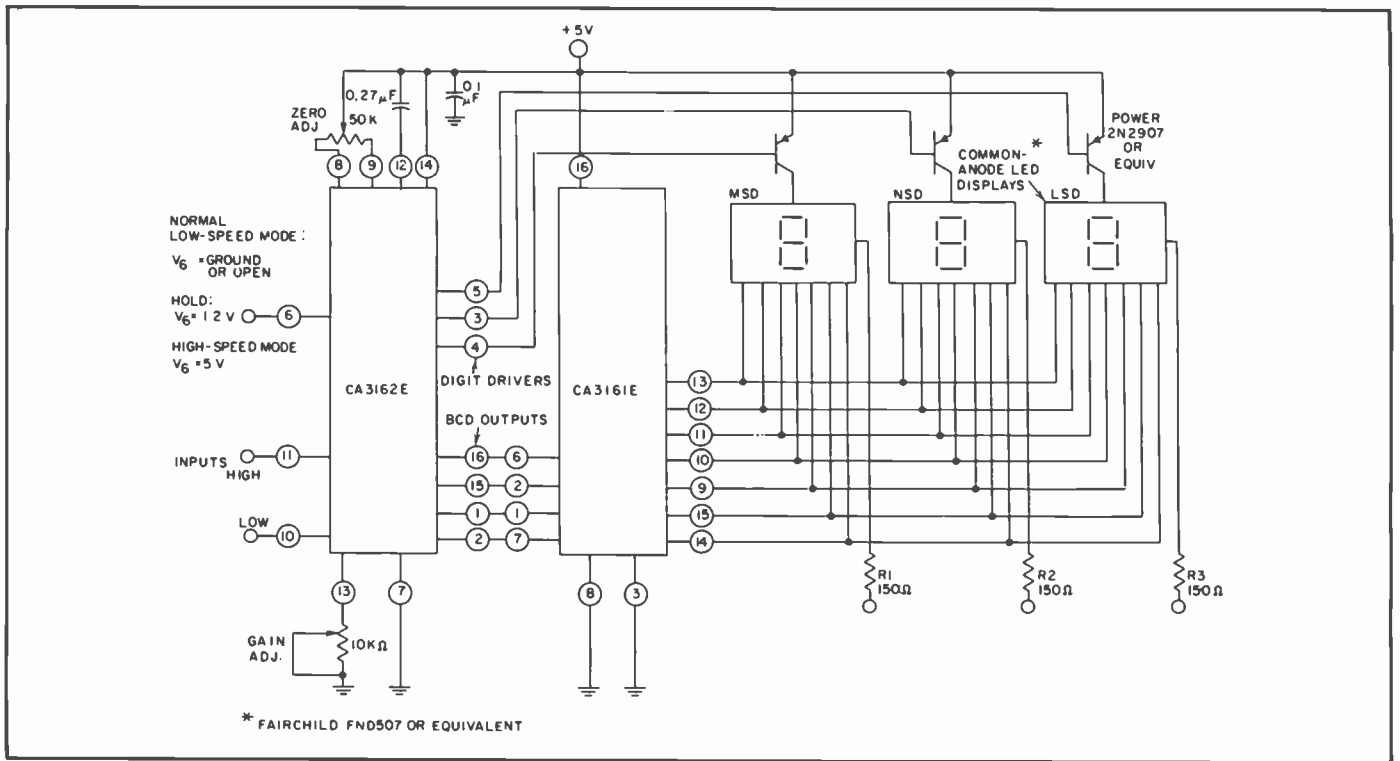 +5V
0.27µF
0.1
µF
ZERO
ADJ
50K
8
9
12
14
16
POWER
2N2907
OR
EQUIV
*
COMMON-
ANODE LED
DISPLAYS
MSD
NSD
LSD
NORMAL
LOW-SPEED MODE:
V6 = GROUND
OR OPEN
HOLD:
V6 = 1 2 V
6
HIGH-SPEED MODE
V6 = 5 V
5
3
4
DIGIT DRIVERS
CA3162E
CA3161E
BCD OUTPUTS
INPUTS
HIGH
11
16
6
15
2
1
1
2
7
LOW
10
13
12
11
10
9
15
14
13
7
8
3
GAIN
ADJ.
10KΩ
R1
150Ω
R2
150Ω
R3
150Ω
* FAIRCHILD FND507 OR EQUIVALENT